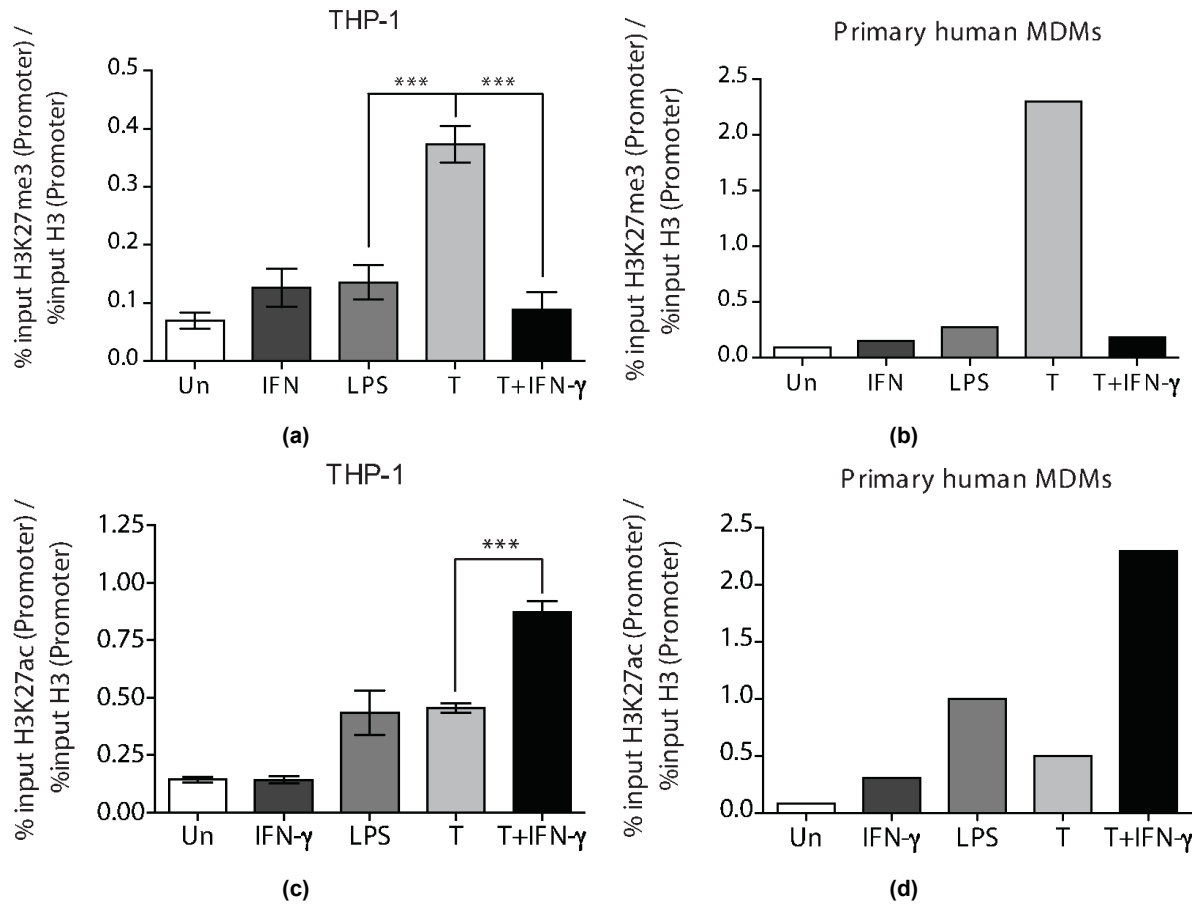 THP-1
% input H3K27me3 (Promoter) /
%input H3 (Promoter)
0.5
0.4
0.3
0.2
0.1
0.0
***
***
Un IFN LPS T T+IFN-γ
(a)
Primary human MDMs
% input H3K27me3 (Promoter) /
%input H3 (Promoter)
2.5
2.0
1.5
1.0
0.5
0.0
Un IFN LPS T T+IFN-γ
(b)
THP-1
% input H3K27ac (Promoter) /
%input H3 (Promoter)
1.25
1.00
0.75
0.50
0.25
0.00
***
Un IFN-γ LPS T T+IFN-γ
(c)
Primary human MDMs
% input H3K27ac (Promoter) /
%input H3 (Promoter)
2.5
2.0
1.5
1.0
0.5
0.0
Un IFN-γ LPS T T+IFN-γ
(d)